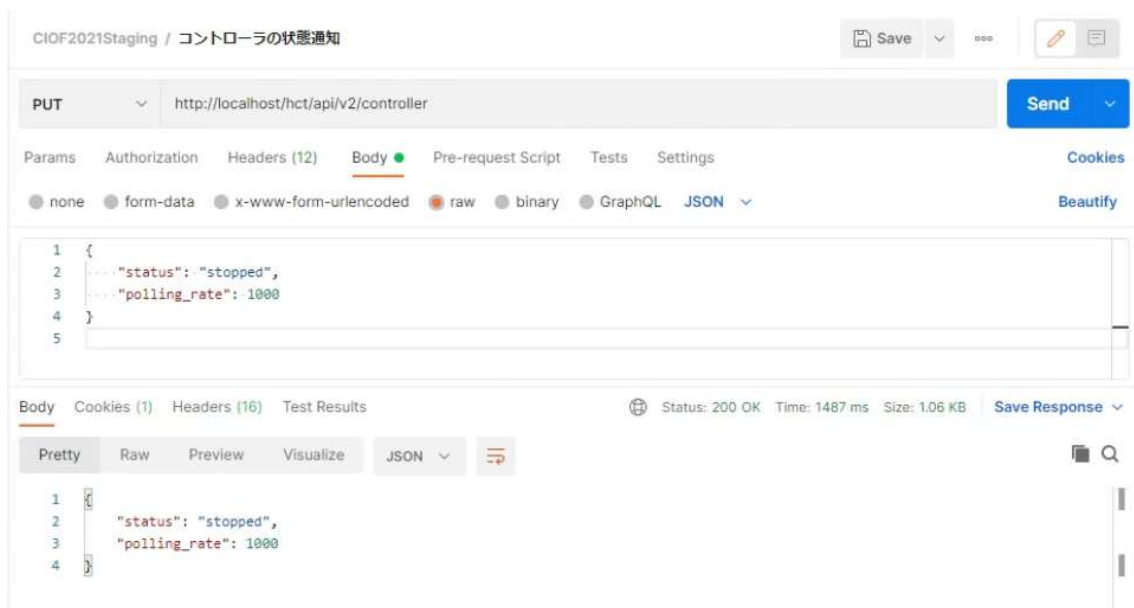 CIOF2021Staging / コントローラの状態通知 Save ooo
PUT http://localhost/hct/api/v2/controller Send
Params Authorization Headers (12) Body Pre-request Script Tests Settings Cookies
none form-data x-www-form-urlencoded raw binary GraphQL JSON Beautify
1 {
2 "status": "stopped",
3 "polling_rate": 1000
4 }
5
Body Cookies (1) Headers (16) Test Results Status: 200 OK Time: 1487 ms Size: 1.06 KB Save Response
Pretty Raw Preview Visualize JSON
1 {
2 "status": "stopped",
3 "polling_rate": 1000
4 }